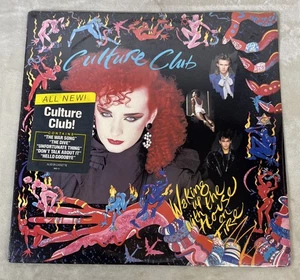 Culture Club
ALL NEW!
Culture
Club!
CONTAINS
"THE WAR SONG"
"THE DIVE"
"UNFORTUNATE THING"
"DON'T TALK ABOUT IT"
"HELLO GOODBYE"
Waking
up
with the
House
on
Fire